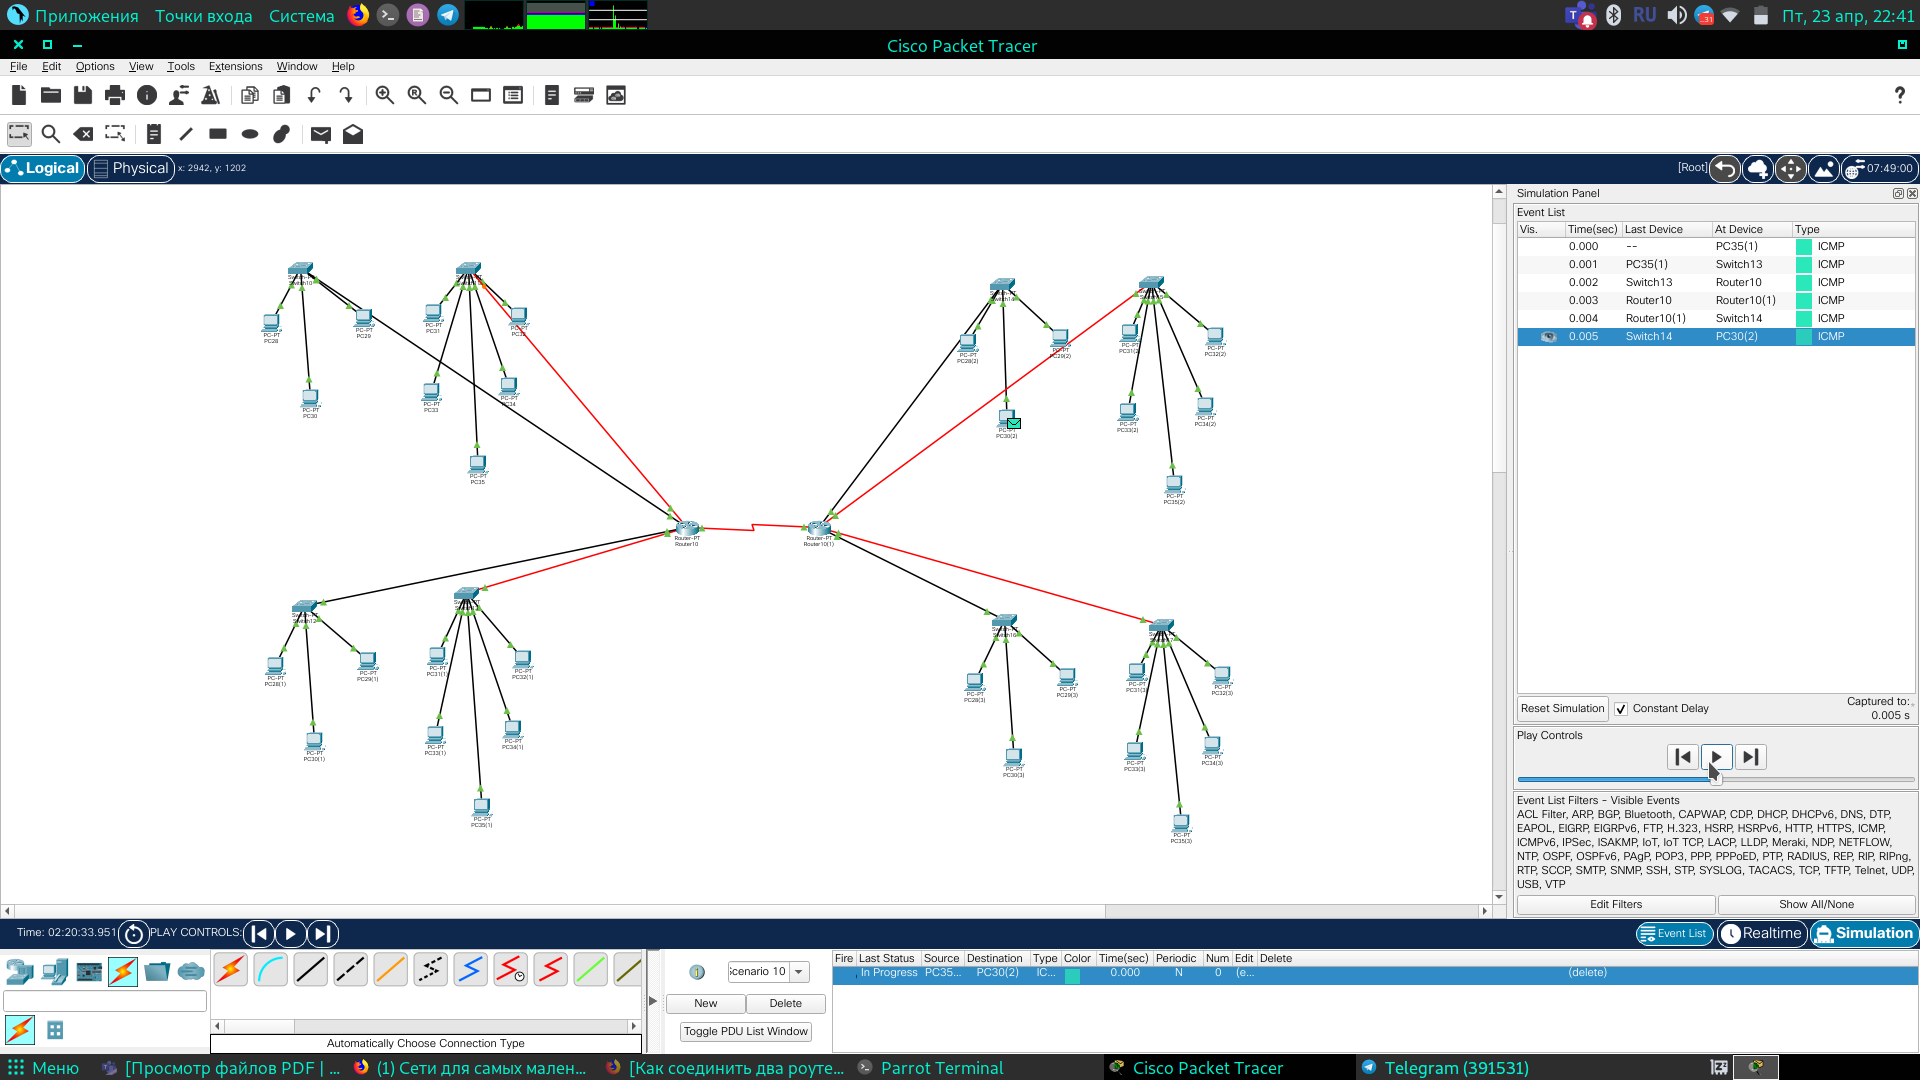 Приложения Точки входа Система RU Пт, 23 апр, 22:41
Cisco Packet Tracer
File Edit Options View Tools Extensions Window Help
Logical Physical x: 2942, y: 1202 [Root] 07:49:00
Simulation Panel
Event List
Vis. Time(sec) Last Device At Device Type
0.000 -- PC35(1) ICMP
0.001 PC35(1) Switch13 ICMP
0.002 Switch13 Router10 ICMP
0.003 Router10 Router10(1) ICMP
0.004 Router10(1) Switch14 ICMP
0.005 Switch14 PC30(2) ICMP
Reset Simulation Constant Delay Captured to:
0.005 s
Play Controls
Event List Filters - Visible Events
ACL Filter, ARP, BGP, Bluetooth, CAPWAP, CDP, DHCP, DHCPv6, DNS, DTP,
EAPOL, EIGRP, EIGRPv6, FTP, H.323, HSRP, HSRPv6, HTTP, HTTPS, ICMP,
ICMPv6, IPSec, ISAKMP, IoT, IoT TCP, LACP, LLDP, Meraki, NDP, NETFLOW,
NTP, OSPF, OSPFv6, PAgP, POP3, PPP, PPPoED, PTP, RADIUS, REP, RIP, RIPng,
RTP, SCCP, SMTP, SNMP, SSH, STP, SYSLOG, TACACS, TCP, TFTP, Telnet, UDP,
USB, VTP
Edit Filters Show All/None
PC-PT
PC28
PC-PT
PC29
PC-PT
PC30
PC-PT
PC31
PC-PT
PC33
PC-PT
PC34
PC-PT
PC35
PC-PT
PC28(2)
PC-PT
PC29(2)
PC30(2)
PC-PT
PC31(2)
PC-PT
PC32(2)
PC-PT
PC33(2)
PC-PT
PC34(2)
PC-PT
PC35(2)
Router-PT
Router10
Router-PT
Router10(1)
PC-PT
PC28(1)
PC-PT
PC29(1)
PC-PT
PC30(1)
PC-PT
PC31(1)
PC-PT
PC32(1)
PC-PT
PC33(1)
PC-PT
PC34(1)
PC-PT
PC35(1)
PC-PT
PC28(3)
PC-PT
PC29(3)
PC-PT
PC30(3)
PC-PT
PC31(3)
PC-PT
PC32(3)
PC-PT
PC33(3)
PC-PT
PC34(3)
PC-PT
PC35(3)
Time: 02:20:33.951 PLAY CONTROLS: Event List Realtime Simulation
Fire Last Status Source Destination Type Color Time(sec) Periodic Num Edit Delete
In Progress PC35... PC30(2) IC... 0.000 N 0 (e... (delete)
Scenario 10
New Delete
Toggle PDU List Window
Automatically Choose Connection Type
Меню [Просмотр файлов PDF | ... (1) Сети для самых мален... [Как соединить два роуте... Parrot Terminal Cisco Packet Tracer Telegram (391531)